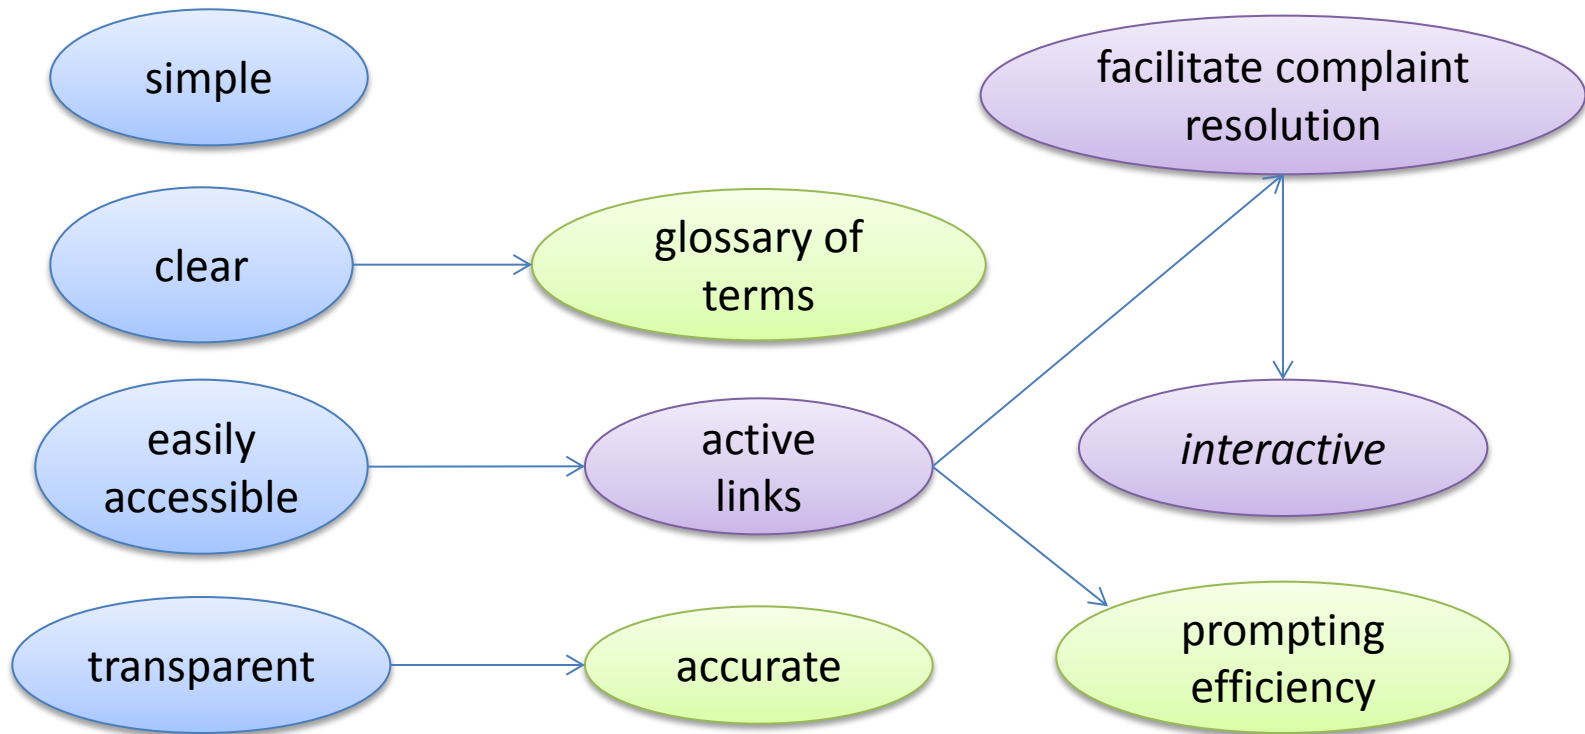 simple
facilitate complaint
resolution
clear
glossary of
terms
easily
accessible
active
links
interactive
transparent
accurate
prompting
efficiency